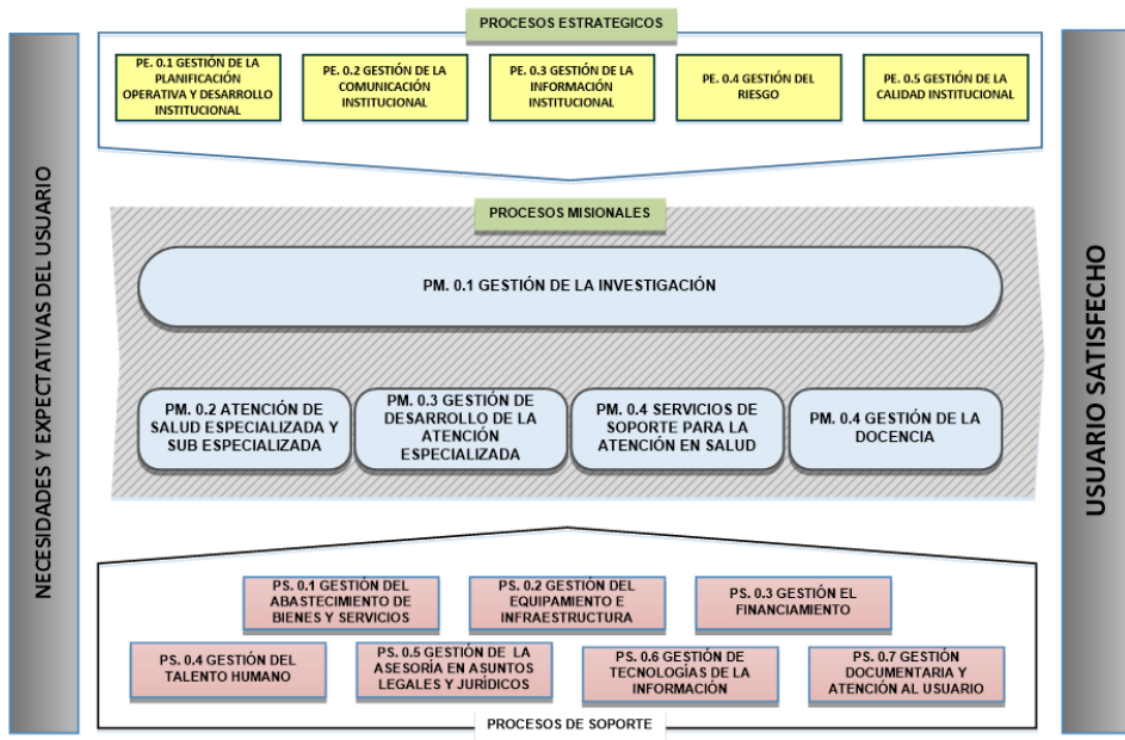 PROCESOS ESTRATEGICOS
PE. 0.1 GESTIÓN DE LA
PLANIFICACIÓN
OPERATIVA Y DESARROLLO
INSTITUCIONAL
PE. 0.2 GESTIÓN DE LA
COMUNICACIÓN
INSTITUCIONAL
PE. 0.3 GESTIÓN DE LA
INFORMACIÓN
INSTITUCIONAL
PE. 0.4 GESTIÓN DEL
RIESGO
PE. 0.5 GESTIÓN DE LA
CALIDAD INSTITUCIONAL
NECESIDADES Y EXPECTATIVAS DEL USUARIO
PROCESOS MISIONALES
PM. 0.1 GESTIÓN DE LA INVESTIGACIÓN
PM. 0.2 ATENCIÓN DE
SALUD ESPECIALIZADA Y
SUB ESPECIALIZADA
PM. 0.3 GESTIÓN DE
DESARROLLO DE LA
ATENCIÓN
ESPECIALIZADA
PM. 0.4 SERVICIOS DE
SOPORTE PARA LA
ATENCIÓN EN SALUD
PM. 0.4 GESTIÓN DE LA
DOCENCIA
USUARIO SATISFECHO
PS. 0.1 GESTIÓN DEL
ABASTECIMIENTO DE
BIENES Y SERVICIOS
PS. 0.2 GESTIÓN DEL
EQUIPAMIENTO E
INFRAESTRUCTURA
PS. 0.3 GESTIÓN EL
FINANCIAMIENTO
PS. 0.4 GESTIÓN DEL
TALENTO HUMANO
PS. 0.5 GESTIÓN DE LA
ASESORÍA EN ASUNTOS
LEGALES Y JURÍDICOS
PS. 0.6 GESTIÓN DE
TECNOLOGÍAS DE LA
INFORMACIÓN
PS. 0.7 GESTIÓN
DOCUMENTARIA Y
ATENCIÓN AL USUARIO
PROCESOS DE SOPORTE